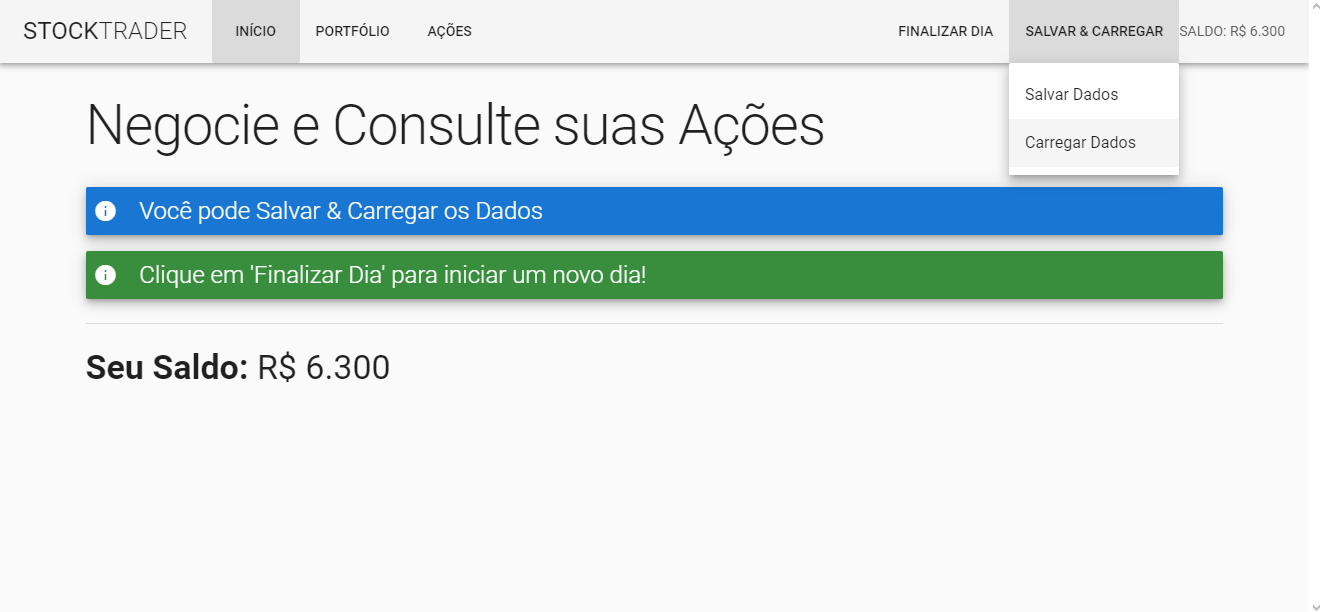 STOCKTRADER INÍCIO PORTFÓLIO AÇÕES FINALIZAR DIA SALVAR & CARREGAR SALDO: R$ 6.300
Salvar Dados
Carregar Dados
Negocie e Consulte suas Ações
Você pode Salvar & Carregar os Dados
Clique em 'Finalizar Dia' para iniciar um novo dia!
Seu Saldo: R$ 6.300